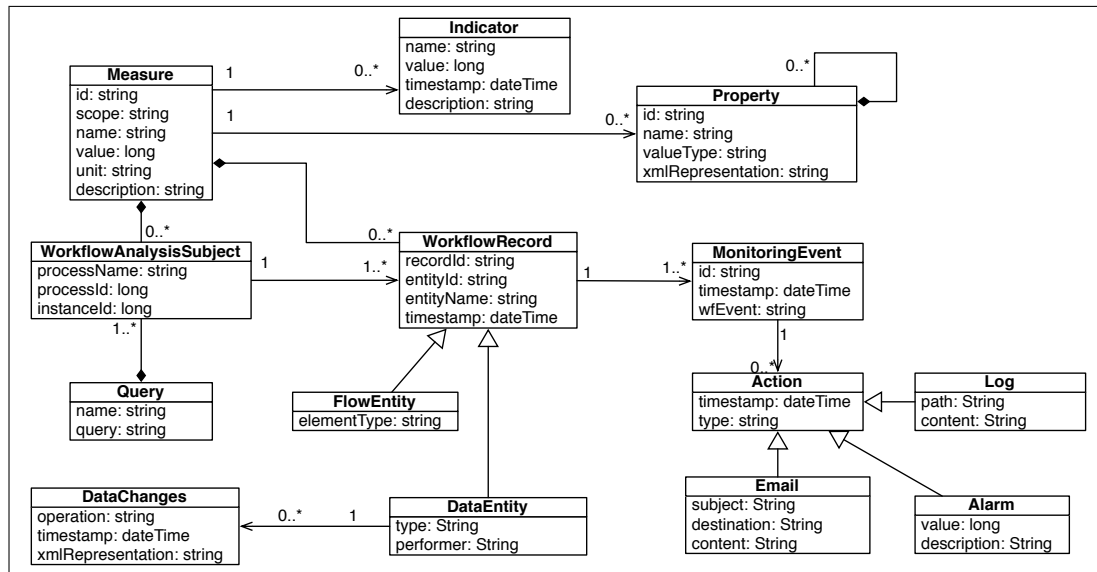 Indicator
name: string
value: long
timestamp: dateTime
description: string
Measure
id: string
scope: string
name: string
value: long
unit: string
description: string
1
0..*
1
0..*
0..*
Property
id: string
name: string
valueType: string
xmlRepresentation: string
0..*
0..*
WorkflowAnalysisSubject
processName: string
processId: long
instanceId: long
1
1..*
1..*
WorkflowRecord
recordId: string
entityId: string
entityName: string
timestamp: dateTime
1
1..*
MonitoringEvent
id: string
timestamp: dateTime
wfEvent: string
1
0..*
Query
name: string
query: string
FlowEntity
elementType: string
Action
timestamp: dateTime
type: string
Log
path: String
content: String
DataChanges
operation: string
timestamp: dateTime
xmlRepresentation: string
0..*
1
DataEntity
type: String
performer: String
Email
subject: String
destination: String
content: String
Alarm
value: long
description: String